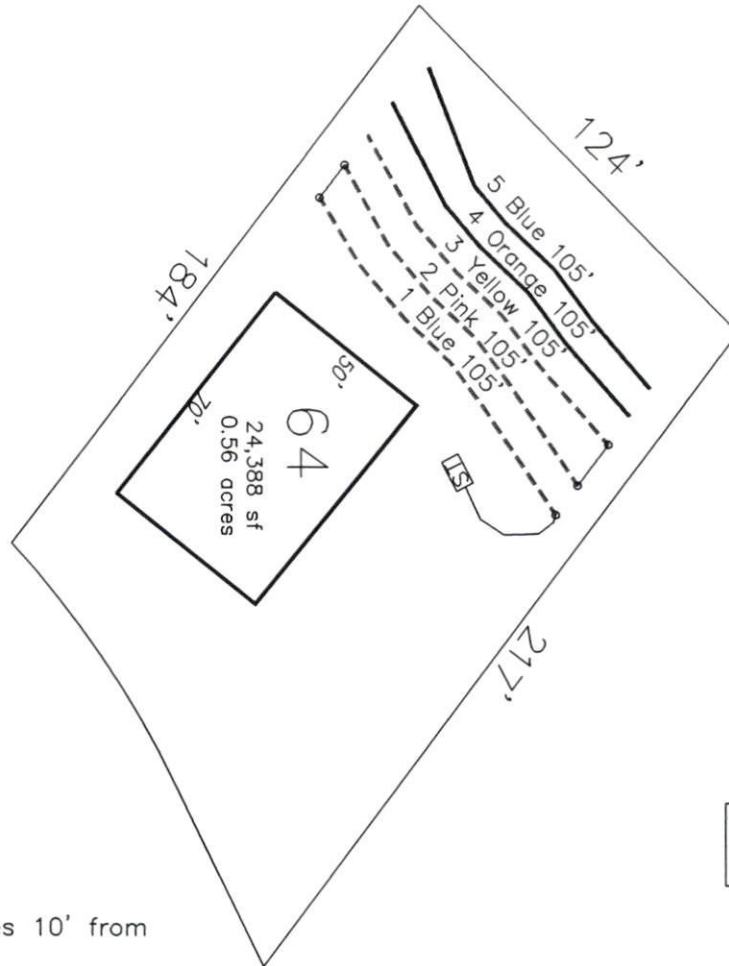 124'
184'
5 Blue 105'
4 Orange 105'
3 Yellow 105'
2 Pink 105'
1 Blue 105'
50'
70'
64
24,388 sf
0.56 acres
ST
217'
10' from